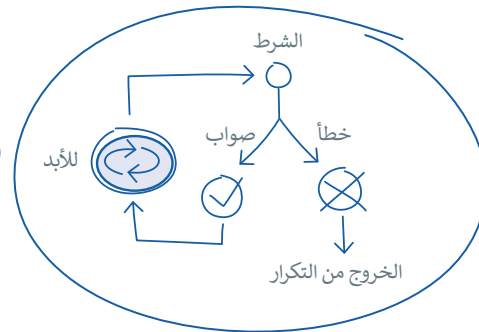 الشرط
خطأ
صواب
للأبد
الخروج من التكرار